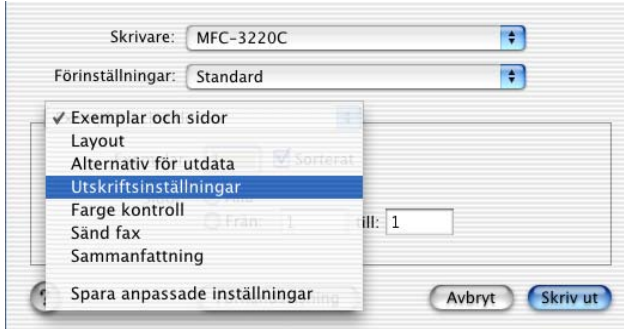 Skrivare: MFC-3220C
Förinställningar: Standard
✓ Exemplar och sidor
Layout
Alternativ för utdata
Sorterat
Utskriftsinställningar
Farge kontroll
Från: 1 till: 1
Sänd fax
Sammanfattning
Spara anpassade inställningar
? Avbryt Skriv ut